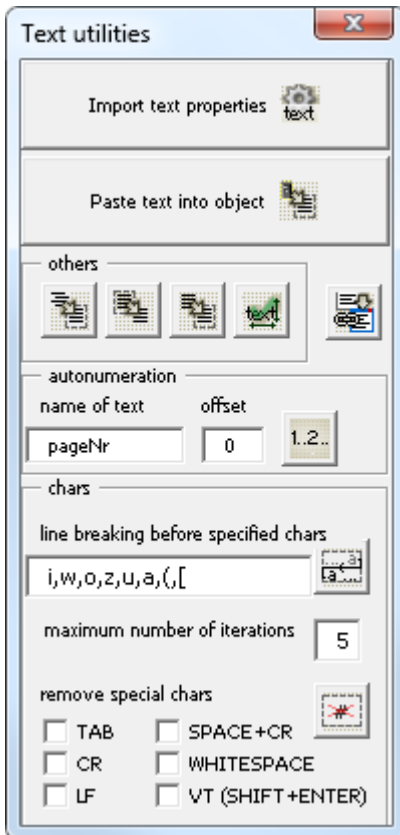 Text utilities
Import text properties text
Paste text into object a
others
text
autonumeration
name of text offset
pageNr 0 1..2..
chars
line breaking before specified chars
i,w,o,z,u,a,(,[ a
a
maximum number of iterations 5
remove special chars #
TAB SPACE+CR
CR WHITESPACE
LF VT (SHIFT+ENTER)